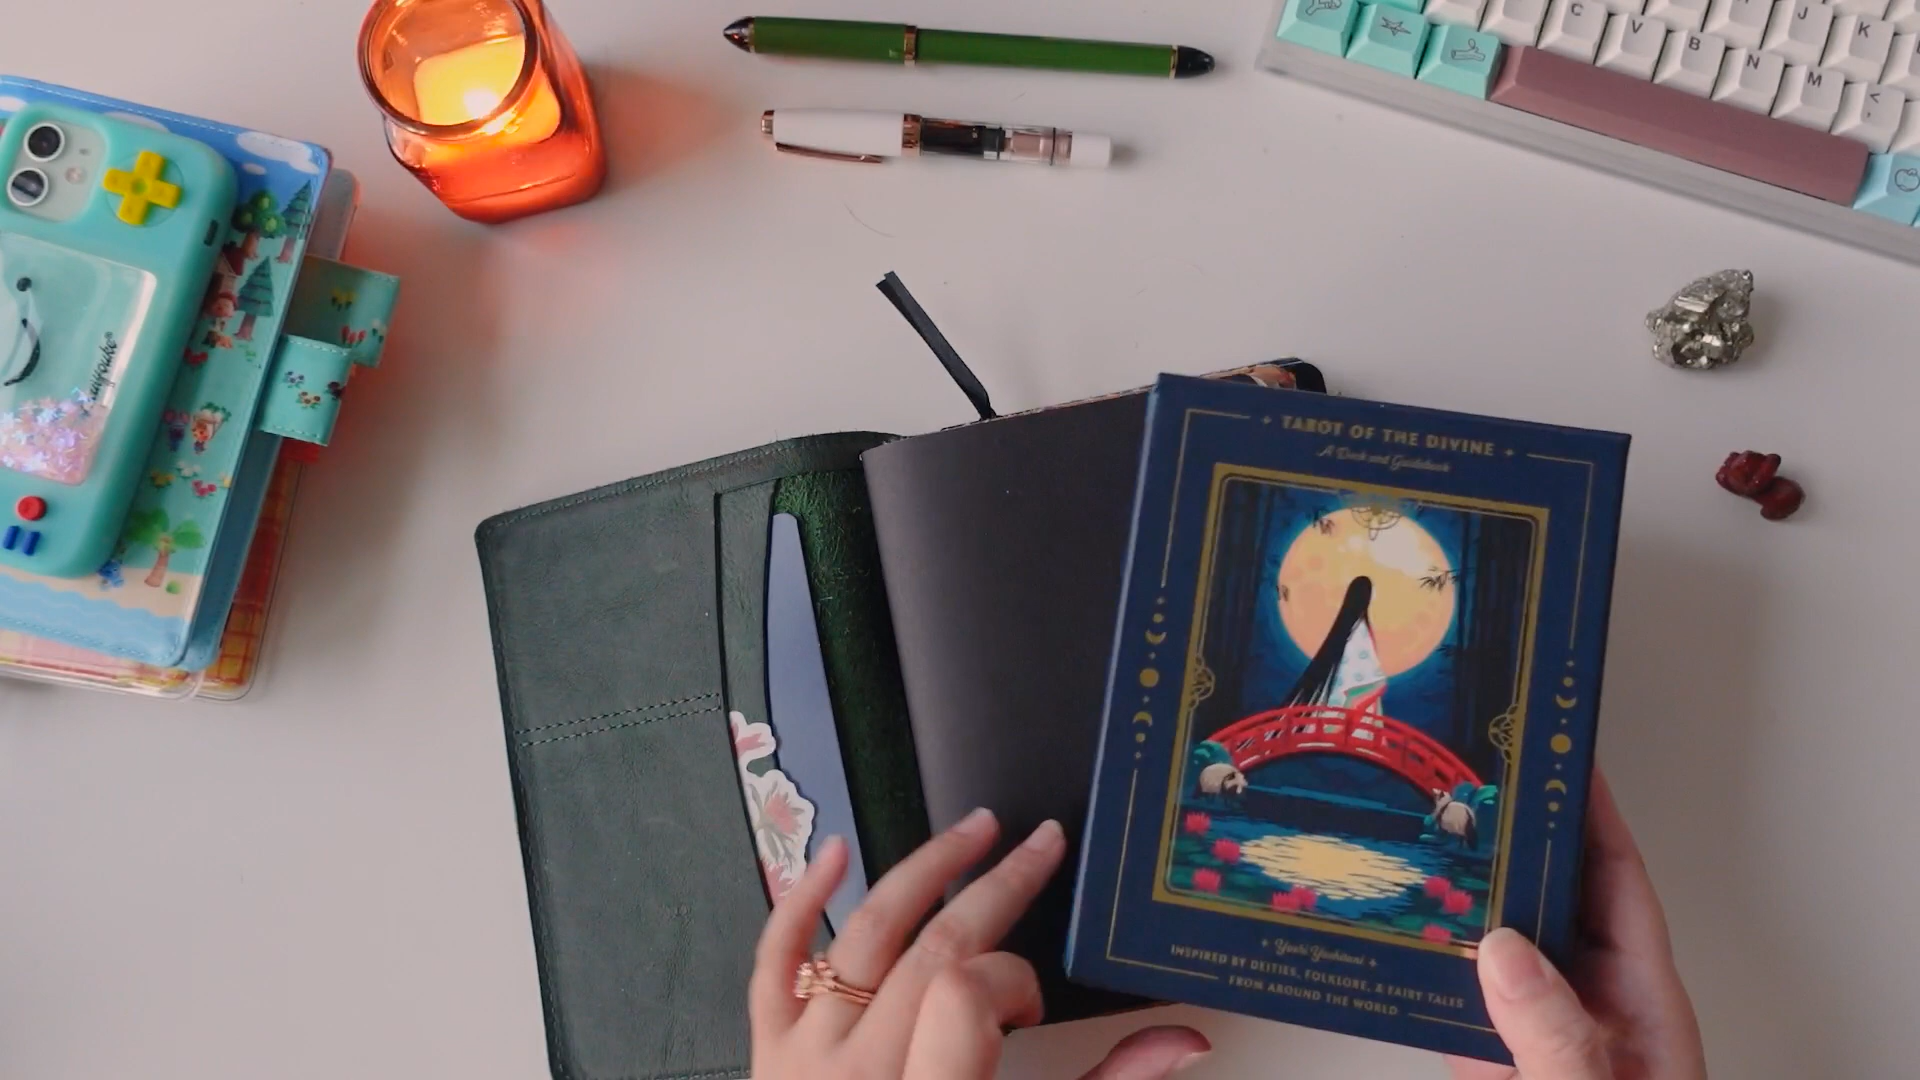 C
V
B
N
M
J
K
<
TAROT OF THE DIVINE
A Deck and Guidebook
Yoshi Yoshitani
INSPIRED BY DEITIES, FOLKLORE, & FAIRY TALES
FROM AROUND THE WORLD